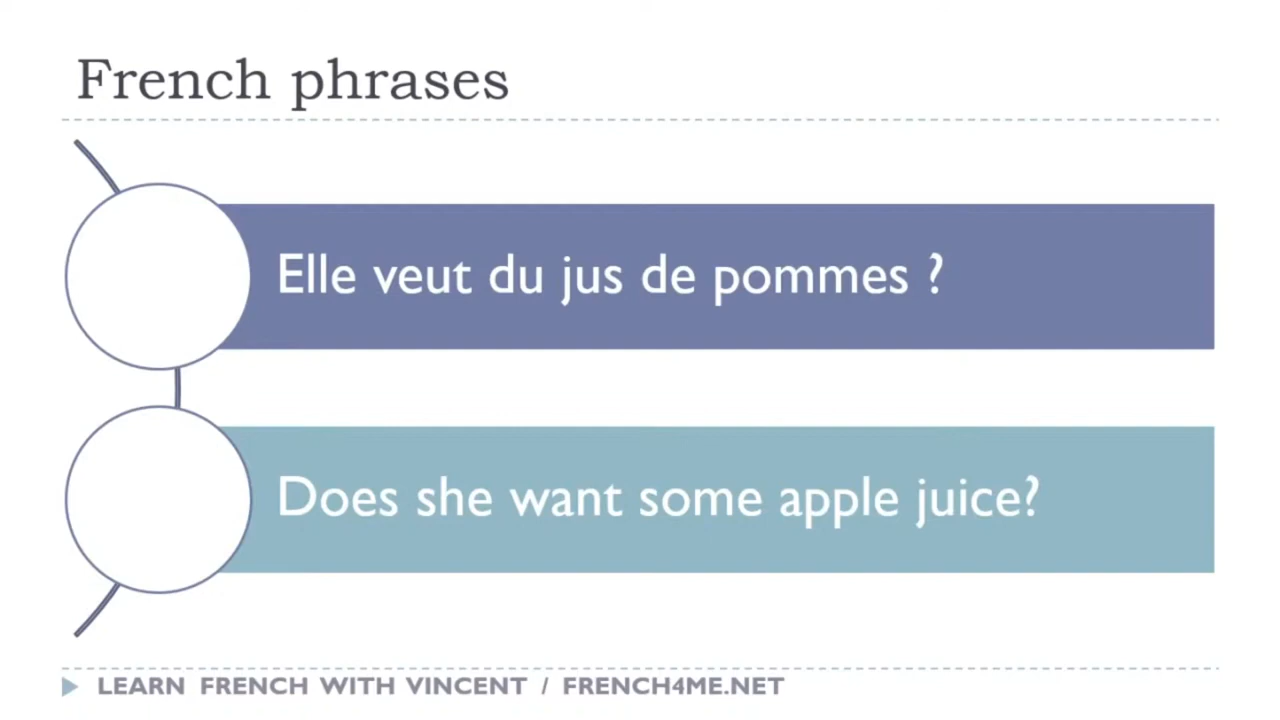 French phrases
Elle veut du jus de pommes ?
Does she want some apple juice?
LEARN FRENCH WITH VINCENT / FRENCH4ME.NET